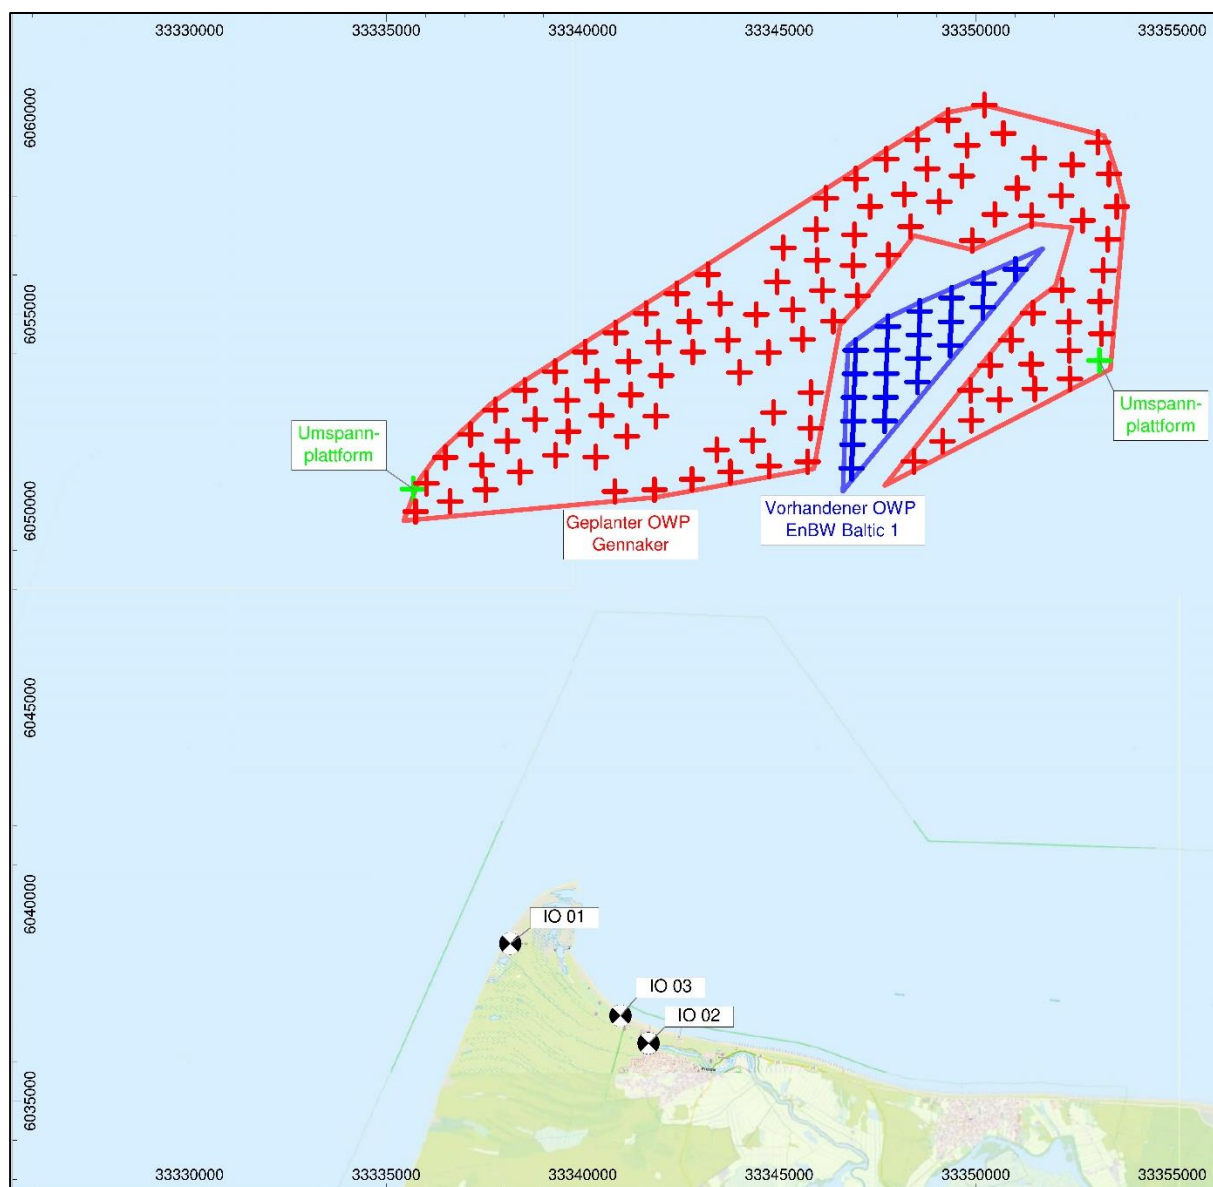 33330000 33335000 33340000 33345000 33350000 33355000
6060000
6055000
Umspann-
plattform
Umspann-
plattform
6050000
Geplanter OWP
Gennaker
Vorhandener OWP
EnBW Baltic 1
6045000
6040000
IO 01
IO 03
IO 02
6035000
33330000 33335000 33340000 33345000 33350000 33355000